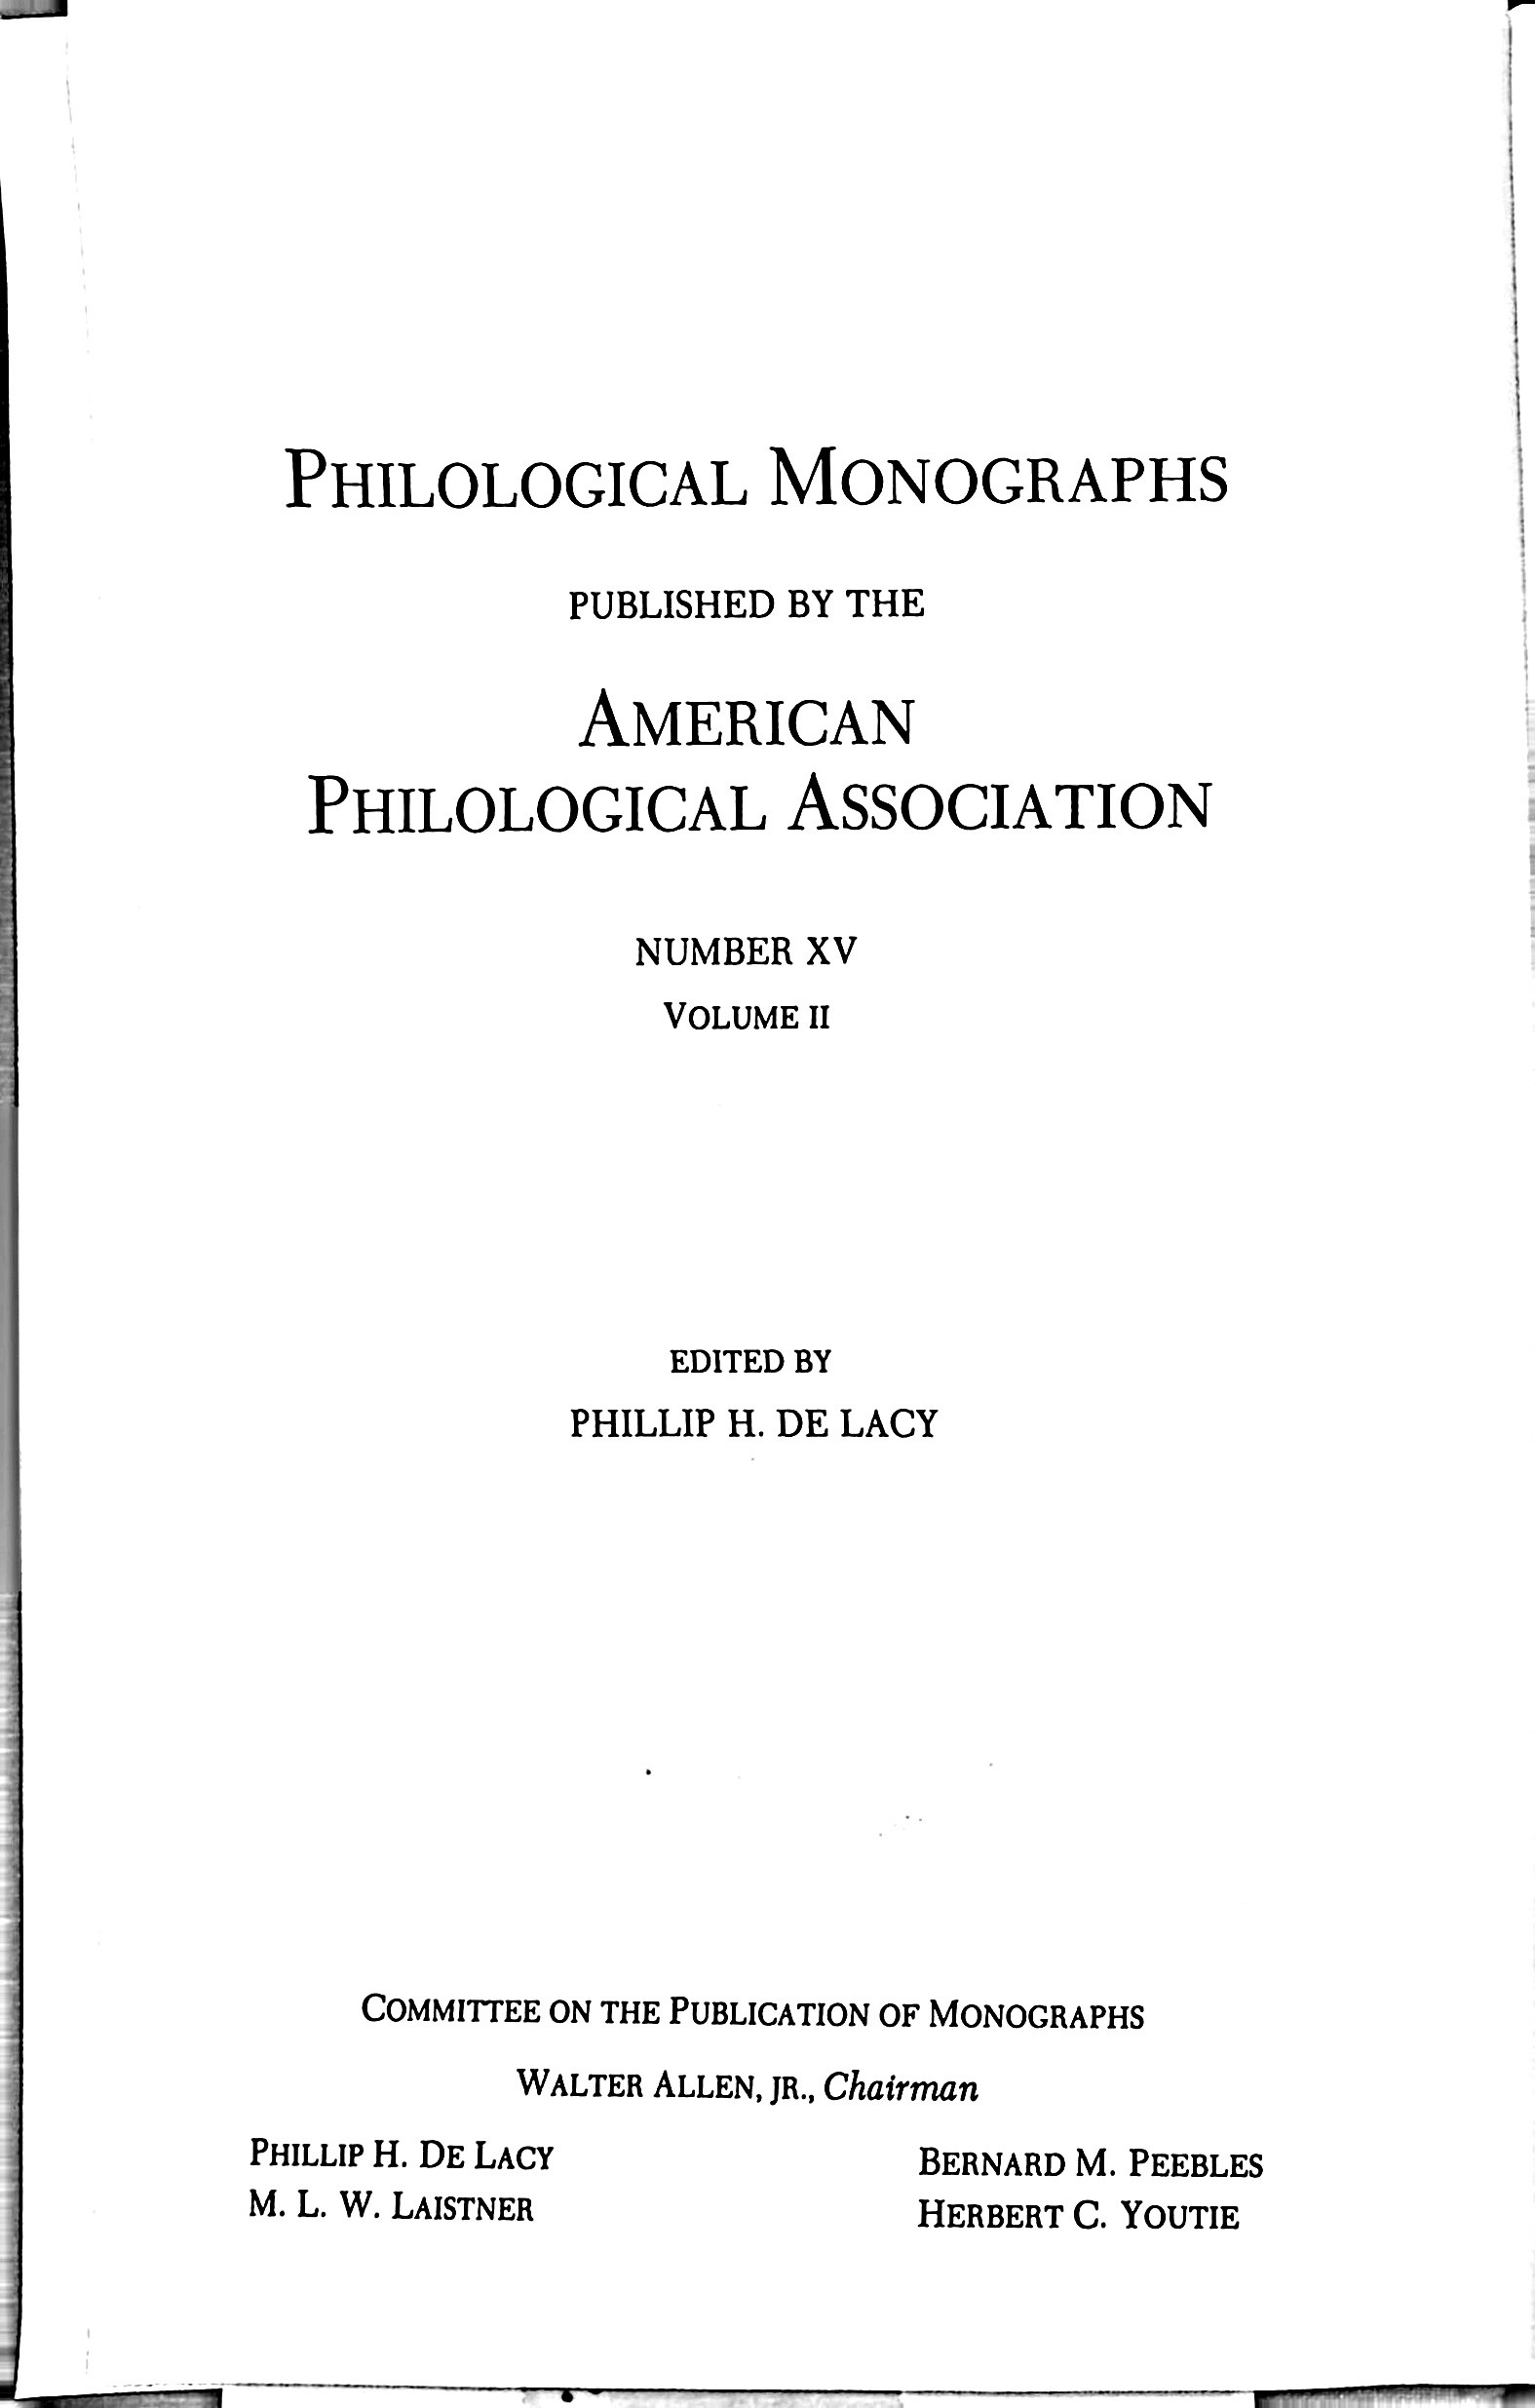 PHILOLOGICAL MONOGRAPHS
PUBLISHED BY THE
AMERICAN
PHILOLOGICAL ASSOCIATION
NUMBER XV
VOLUME II
EDITED BY
PHILLIP H. DE LACY
COMMITTEE ON THE PUBLICATION OF MONOGRAPHS
WALTER ALLEN, JR., Chairman
PHILLIP H. DE LACY
M. L. W. LAISTNER
BERNARD M. PEEBLES
HERBERT C. YOUTIE